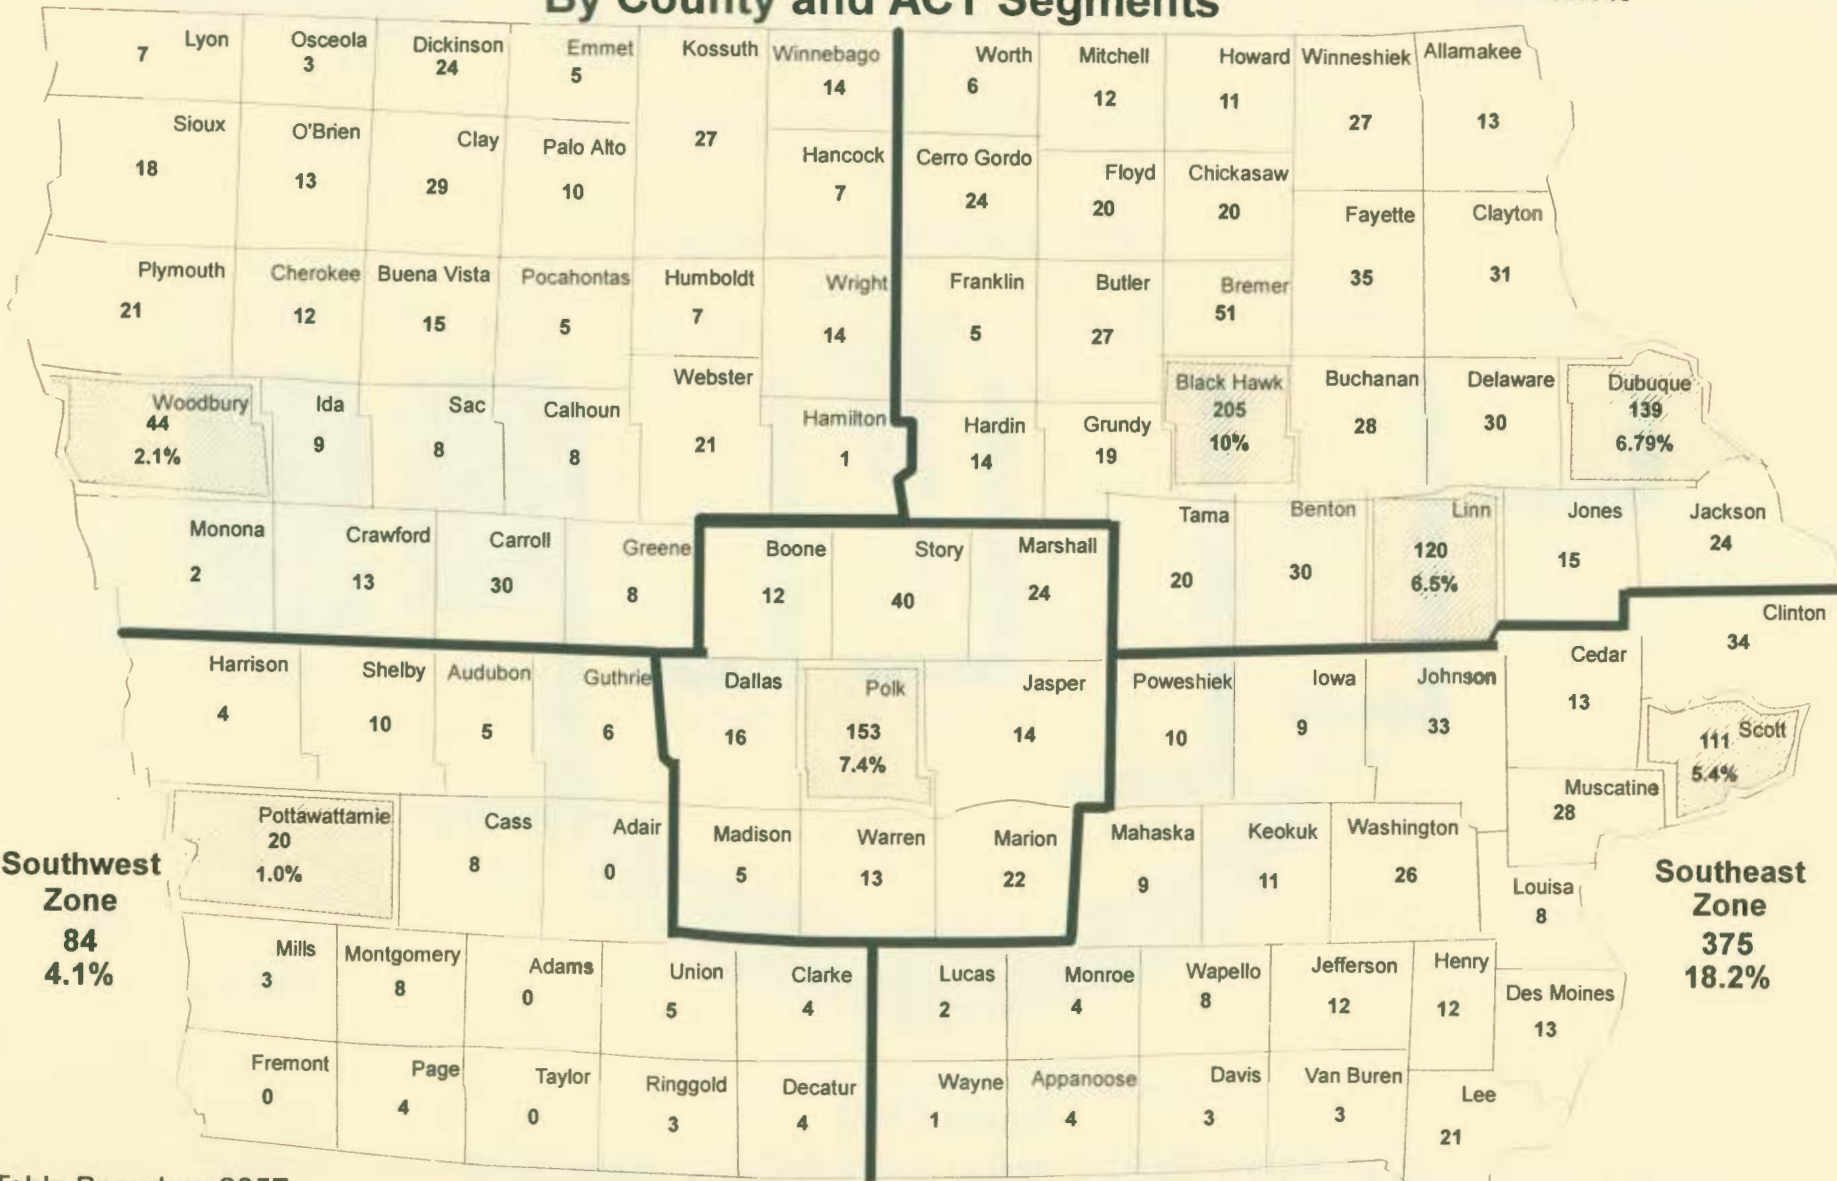 By County and ACT Segments
Lyon
7
Osceola
3
Dickinson
24
Emmet
5
Kossuth
27
Winnebago
14
Worth
6
Mitchell
12
Howard
11
Winneshiek
27
Allamakee
13
Sioux
18
O'Brien
13
Clay
29
Palo Alto
10
Hancock
7
Cerro Gordo
24
Floyd
20
Chickasaw
20
Fayette
35
Clayton
31
Plymouth
21
Cherokee
12
Buena Vista
15
Pocahontas
5
Humboldt
7
Wright
14
Franklin
5
Butler
27
Bremer
51
Woodbury
44
2.1%
Ida
9
Sac
8
Calhoun
8
Webster
21
Hamilton
1
Hardin
14
Grundy
19
Black Hawk
205
10%
Buchanan
28
Delaware
30
Dubuque
139
6.79%
Monona
2
Crawford
13
Carroll
30
Greene
8
Boone
12
Story
40
Marshall
24
Tama
20
Benton
30
Linn
120
6.5%
Jones
15
Jackson
24
Clinton
34
Harrison
4
Shelby
10
Audubon
5
Guthrie
6
Dallas
16
Polk
153
7.4%
Jasper
14
Poweshiek
10
Iowa
9
Johnson
33
Cedar
13
Scott
111
5.4%
Muscatine
28
Pottawattamie
20
1.0%
Cass
8
Adair
0
Madison
5
Warren
13
Marion
22
Mahaska
9
Keokuk
11
Washington
26
Louisa
8
Southwest
Zone
84
4.1%
Southeast
Zone
375
18.2%
Mills
3
Montgomery
8
Adams
0
Union
5
Clarke
4
Lucas
2
Monroe
4
Wapello
8
Jefferson
12
Henry
12
Des Moines
13
Fremont
0
Page
4
Taylor
0
Ringgold
3
Decatur
4
Wayne
1
Appanoose
4
Davis
3
Van Buren
3
Lee
21